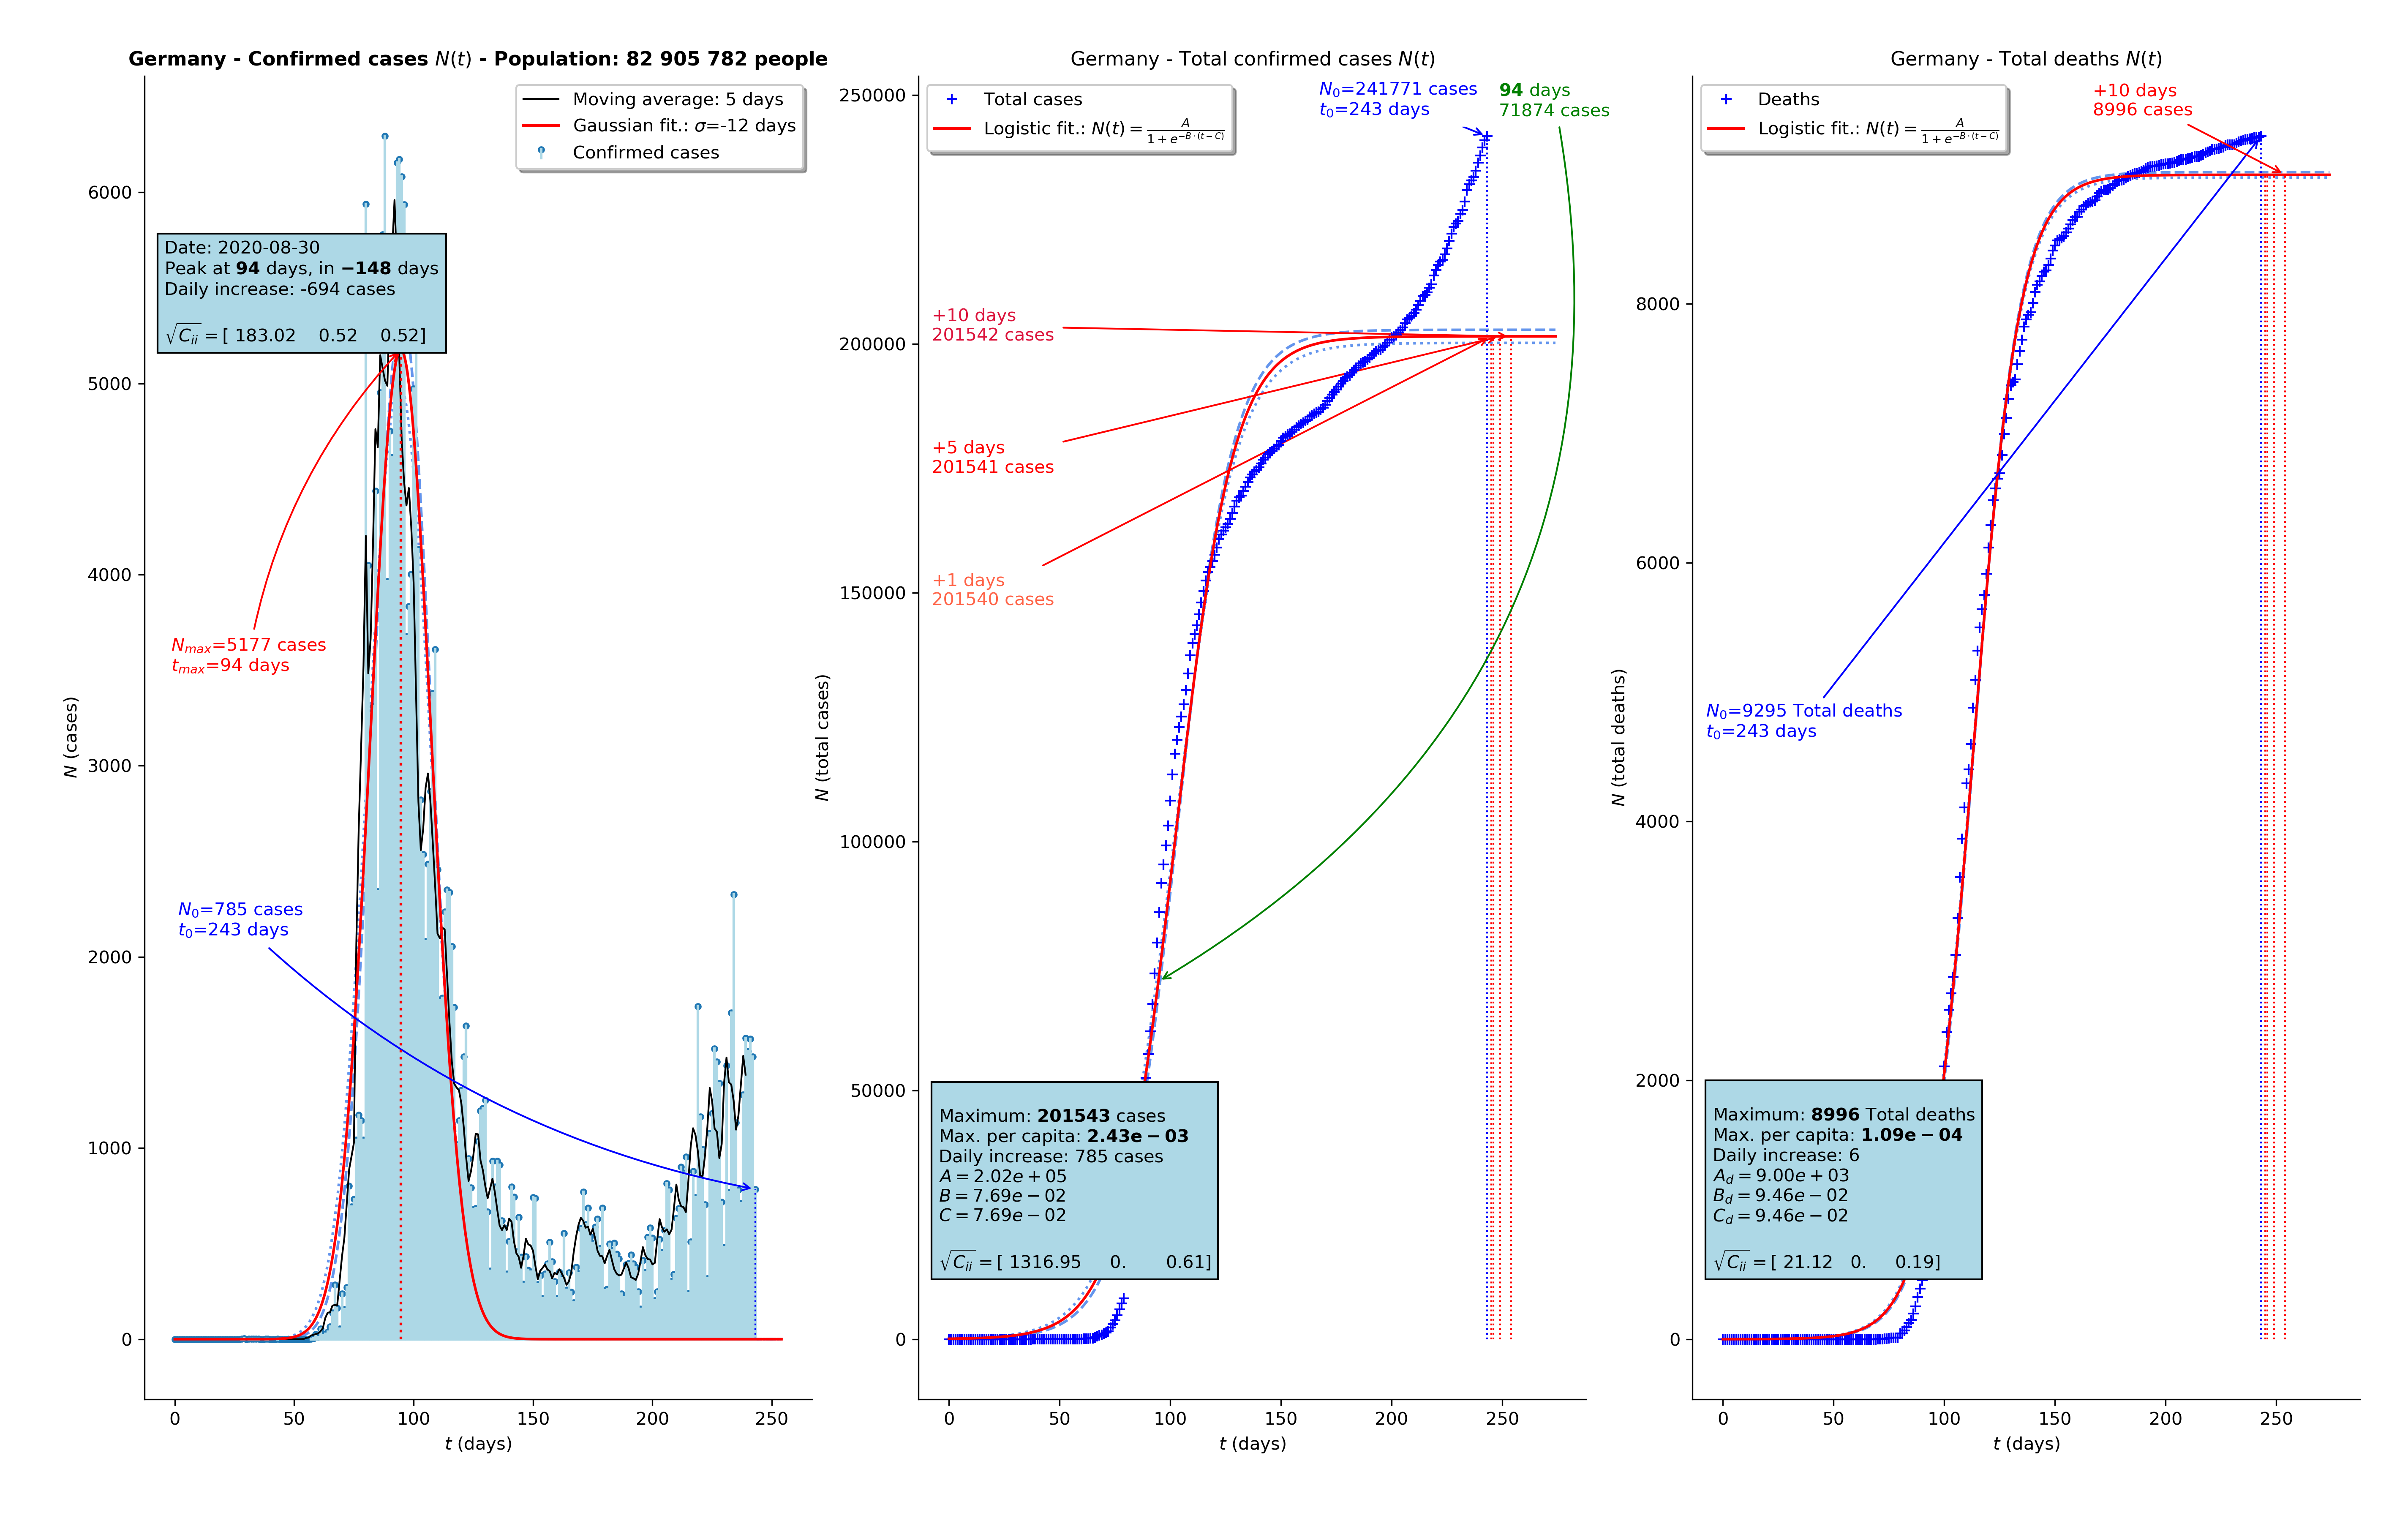 Germany - Confirmed cases N(t) - Population: 82 905 782 people
Moving average: 5 days
Gaussian fit.: σ=-12 days
Confirmed cases
Date: 2020-08-30
Peak at 94 days, in −148 days
Daily increase: -694 cases
√C_ii = [ 183.02 0.52 0.52]
N_max=5177 cases
t_max=94 days
N_0=785 cases
t_0=243 days
N (cases)
6000
5000
4000
3000
2000
1000
0
0 50 100 150 200 250
t (days)
Germany - Total confirmed cases N(t)
Total cases
Logistic fit.: N(t) = A / (1 + e^{−B·(t−C)})
N_0=241771 cases
t_0=243 days
94 days
71874 cases
+10 days
201542 cases
+5 days
201541 cases
+1 days
201540 cases
Maximum: 201543 cases
Max. per capita: 2.43e − 03
Daily increase: 785 cases
A = 2.02e + 05
B = 7.69e − 02
C = 7.69e − 02
√C_ii = [ 1316.95 0. 0.61]
N (total cases)
250000
200000
150000
100000
50000
0
0 50 100 150 200 250
t (days)
Germany - Total deaths N(t)
Deaths
Logistic fit.: N(t) = A / (1 + e^{−B·(t−C)})
+10 days
8996 cases
N_0=9295 Total deaths
t_0=243 days
Maximum: 8996 Total deaths
Max. per capita: 1.09e − 04
Daily increase: 6
A_d = 9.00e + 03
B_d = 9.46e − 02
C_d = 9.46e − 02
√C_ii = [ 21.12 0. 0.19]
N (total deaths)
8000
6000
4000
2000
0
0 50 100 150 200 250
t (days)